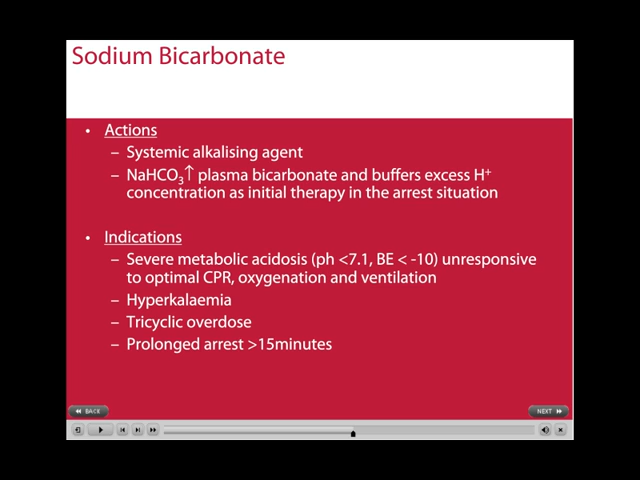 Sodium Bicarbonate
• Actions
– Systemic alkalising agent
– NaHCO3↑ plasma bicarbonate and buffers excess H+
concentration as initial therapy in the arrest situation
• Indications
– Severe metabolic acidosis (ph <7.1, BE < -10) unresponsive
to optimal CPR, oxygenation and ventilation
– Hyperkalaemia
– Tricyclic overdose
– Prolonged arrest >15minutes
BACK
NEXT